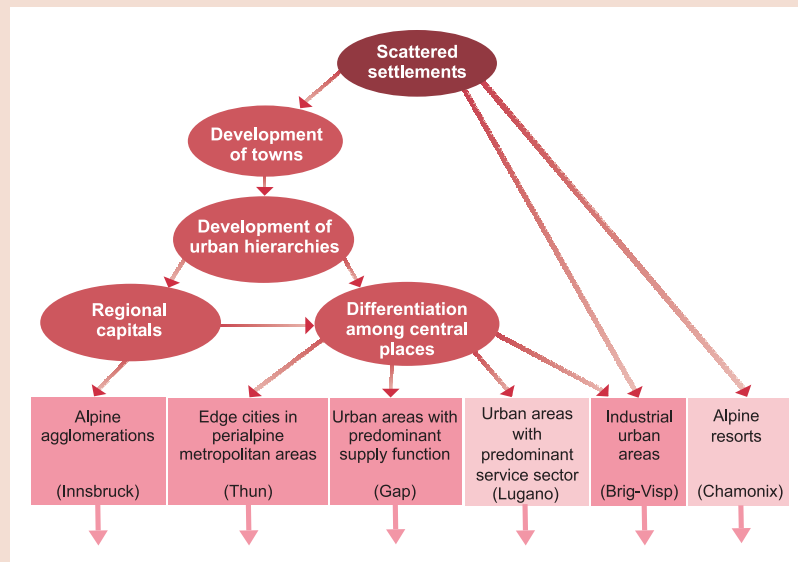 Scattered
settlements
Development
of towns
Development of
urban hierarchies
Regional
capitals
Differentiation
among central
places
Alpine
agglomerations
(Innsbruck)
Edge cities in
perialpine
metropolitan areas
(Thun)
Urban areas with
predominant
supply function
(Gap)
Urban areas
with
predominant
service sector
(Lugano)
Industrial
urban
areas
(Brig-Visp)
Alpine
resorts
(Chamonix)